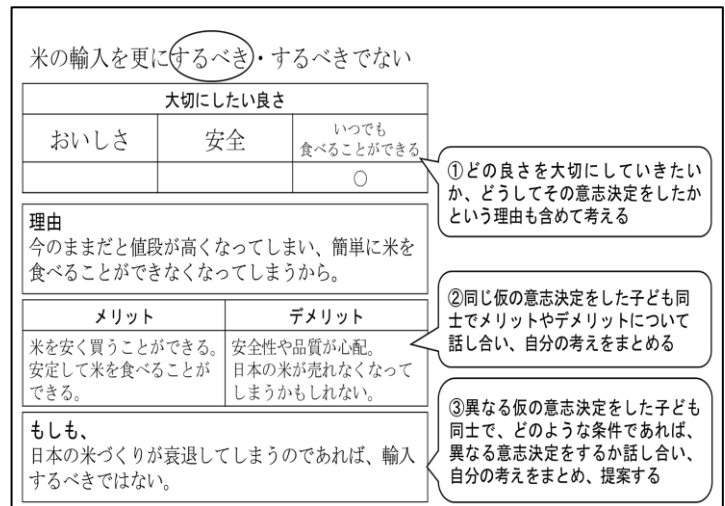 米の輸入を更にするべき・するべきでない
大切にしたい良さ
おいしさ
安全
いつでも
食べることができる
○
理由
今のままだと値段が高くなってしまい、簡単に米を
食べることができなくなってしまうから。
メリット
デメリット
米を安く買うことができる。
安定して米を食べることが
できる。
安全性や品質が心配。
日本の米が売れなくなって
しまうかもしれない。
もしも、
日本の米づくりが衰退してしまうのであれば、輸入
するべきではない。
①どの良さを大切にしていきたい
か、どうしてその意志決定をしたか
という理由も含めて考える
②同じ仮の意志決定をした子ども同
士でメリットやデメリットについて
話し合い、自分の考えをまとめる
③異なる仮の意志決定をした子ども
同士で、どのような条件であれば、
異なる意志決定をするか話し合い、
自分の考えをまとめ、提案する